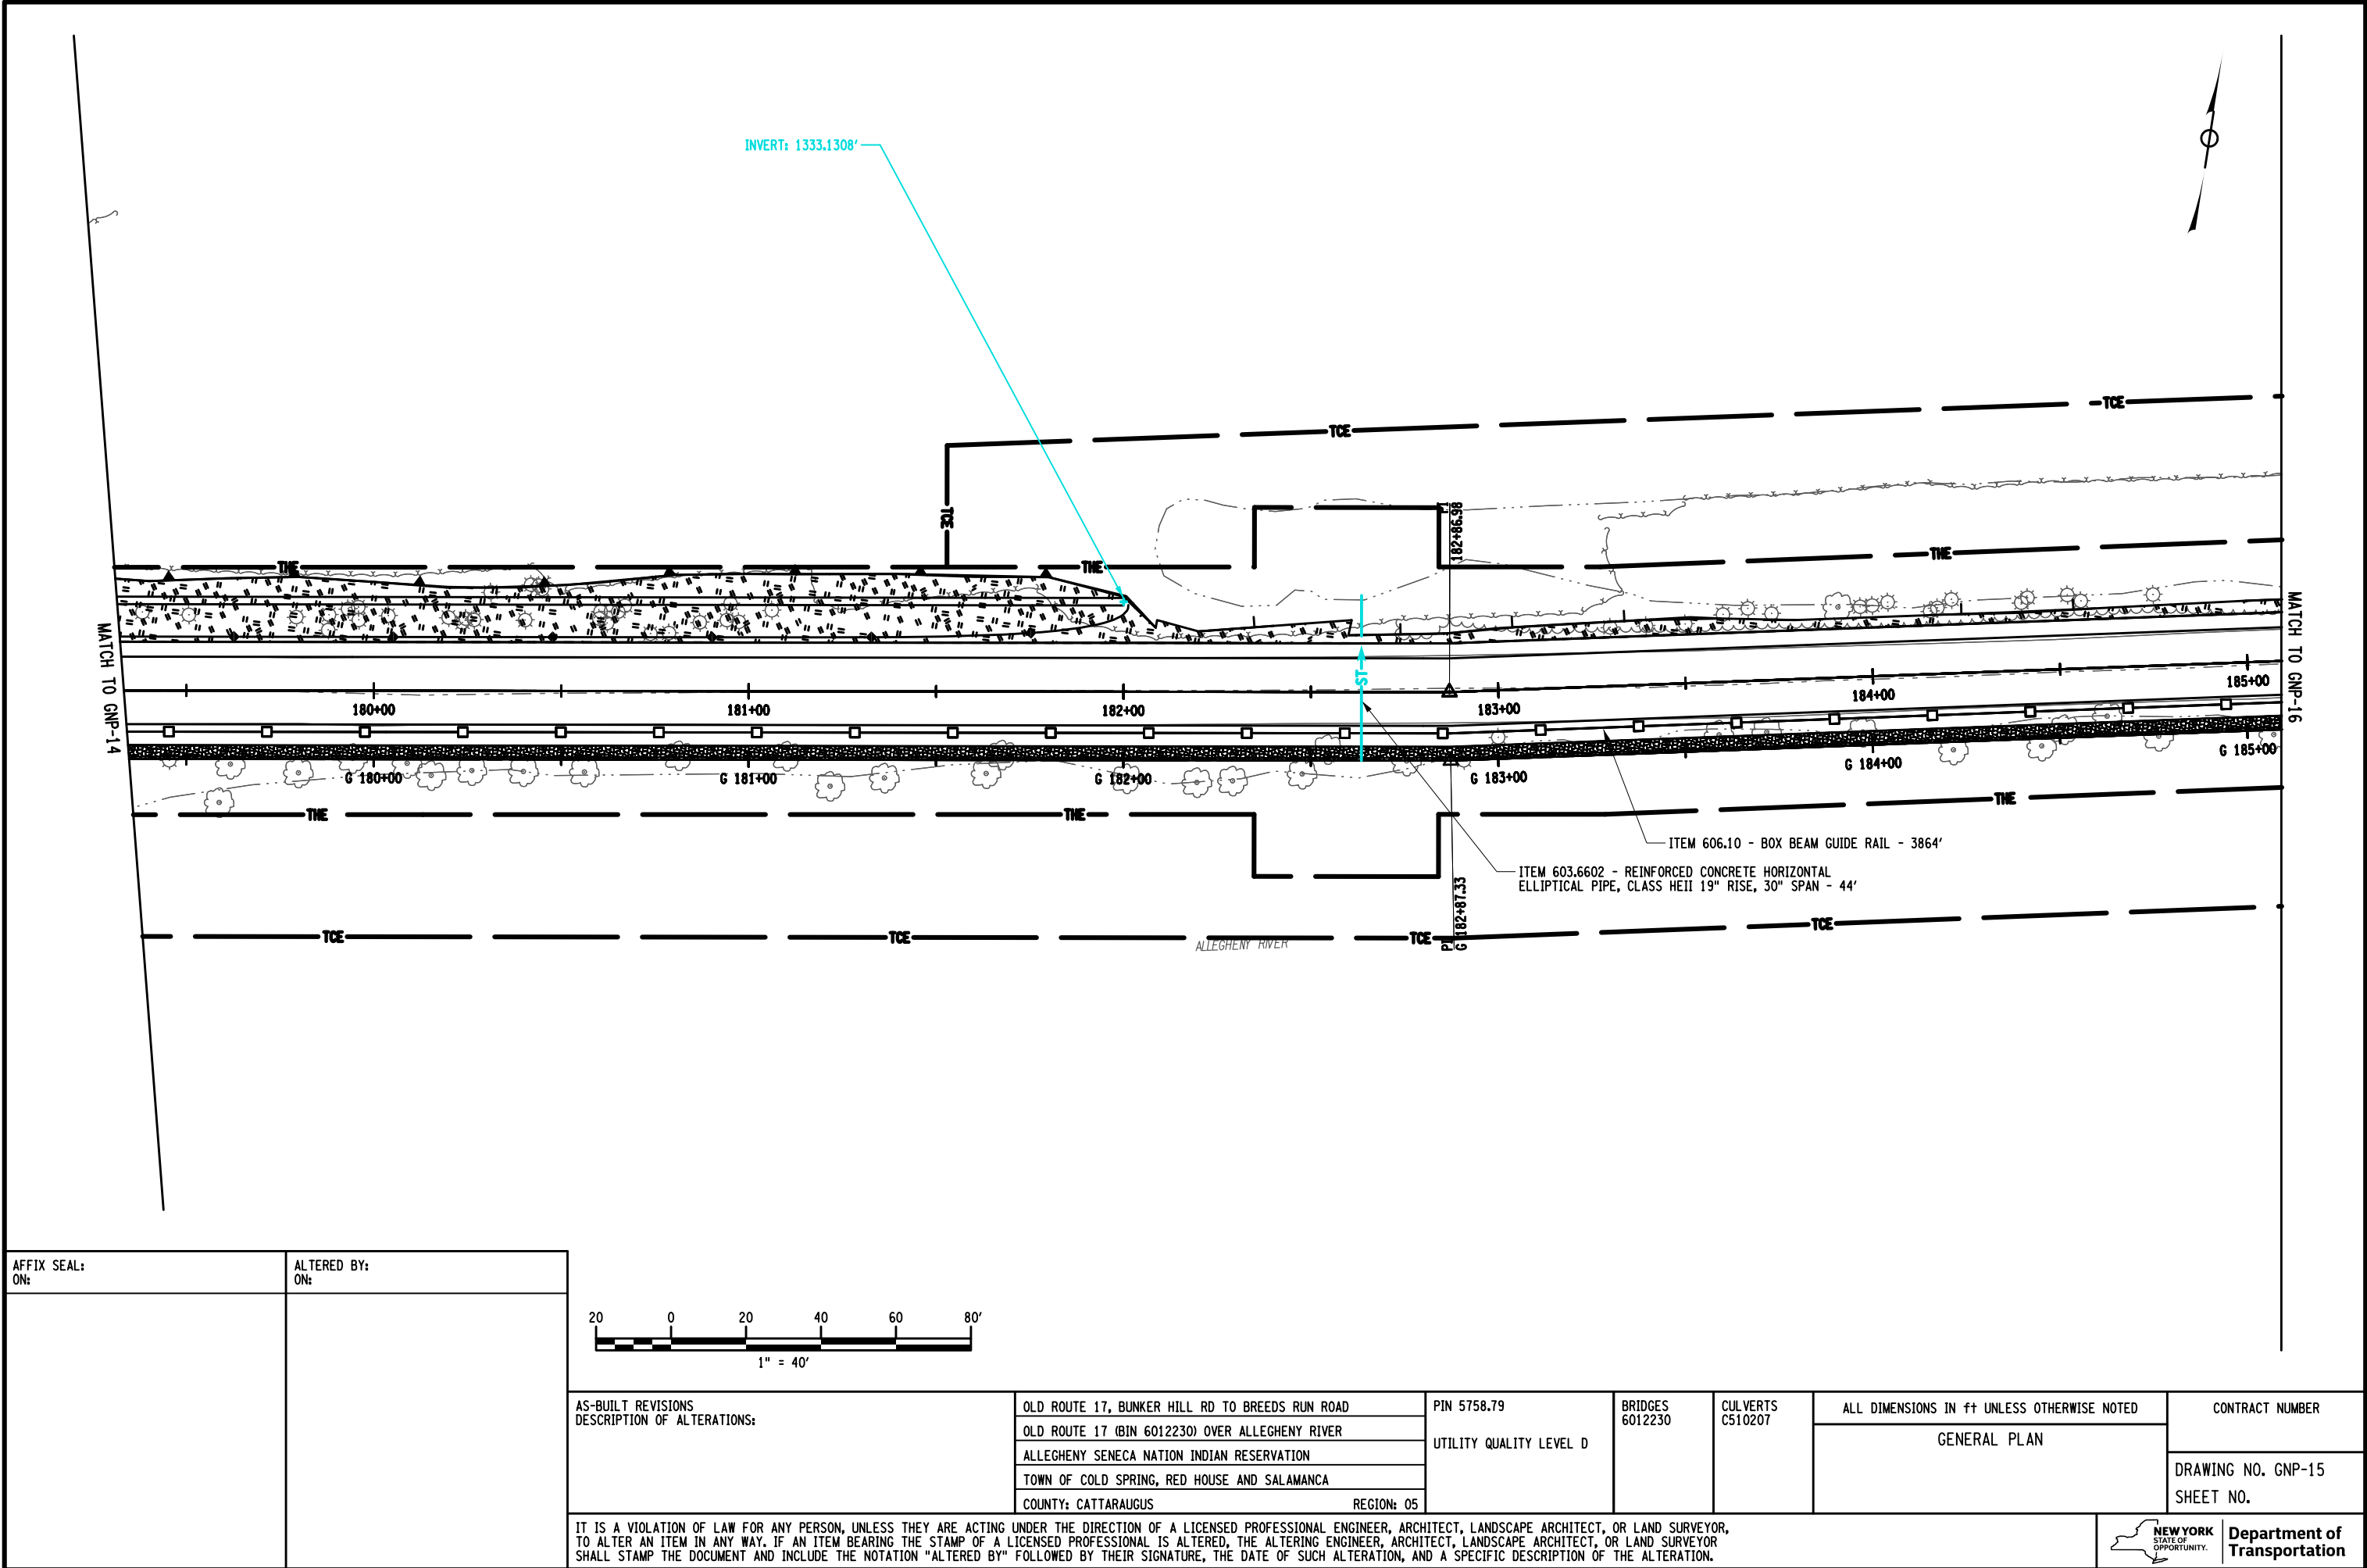 INVERT: 1333.1308'
TCE
TCE
TCE
PI
182+86.98
THE
THE
THE
MATCH TO GNP-14
MATCH TO GNP-16
ST
180+00
181+00
182+00
183+00
184+00
185+00
G 180+00
G 181+00
G 182+00
G 183+00
G 184+00
G 185+00
THE
THE
THE
ITEM 606.10 - BOX BEAM GUIDE RAIL - 3864'
ITEM 603.6602 - REINFORCED CONCRETE HORIZONTAL
ELLIPTICAL PIPE, CLASS HEII 19" RISE, 30" SPAN - 44'
PI
G 182+87.33
TCE
TCE
TCE
TCE
ALLEGHENY RIVER
AFFIX SEAL:
ON:
ALTERED BY:
ON:
20 0 20 40 60 80'
1" = 40'
AS-BUILT REVISIONS
DESCRIPTION OF ALTERATIONS:
OLD ROUTE 17, BUNKER HILL RD TO BREEDS RUN ROAD
OLD ROUTE 17 (BIN 6012230) OVER ALLEGHENY RIVER
ALLEGHENY SENECA NATION INDIAN RESERVATION
TOWN OF COLD SPRING, RED HOUSE AND SALAMANCA
COUNTY: CATTARAUGUS REGION: 05
PIN 5758.79
UTILITY QUALITY LEVEL D
BRIDGES
6012230
CULVERTS
C510207
ALL DIMENSIONS IN ft UNLESS OTHERWISE NOTED
GENERAL PLAN
CONTRACT NUMBER
DRAWING NO. GNP-15
SHEET NO.
IT IS A VIOLATION OF LAW FOR ANY PERSON, UNLESS THEY ARE ACTING UNDER THE DIRECTION OF A LICENSED PROFESSIONAL ENGINEER, ARCHITECT, LANDSCAPE ARCHITECT, OR LAND SURVEYOR,
TO ALTER AN ITEM IN ANY WAY. IF AN ITEM BEARING THE STAMP OF A LICENSED PROFESSIONAL IS ALTERED, THE ALTERING ENGINEER, ARCHITECT, LANDSCAPE ARCHITECT, OR LAND SURVEYOR
SHALL STAMP THE DOCUMENT AND INCLUDE THE NOTATION "ALTERED BY" FOLLOWED BY THEIR SIGNATURE, THE DATE OF SUCH ALTERATION, AND A SPECIFIC DESCRIPTION OF THE ALTERATION.
NEW YORK
STATE OF
OPPORTUNITY.
Department of
Transportation